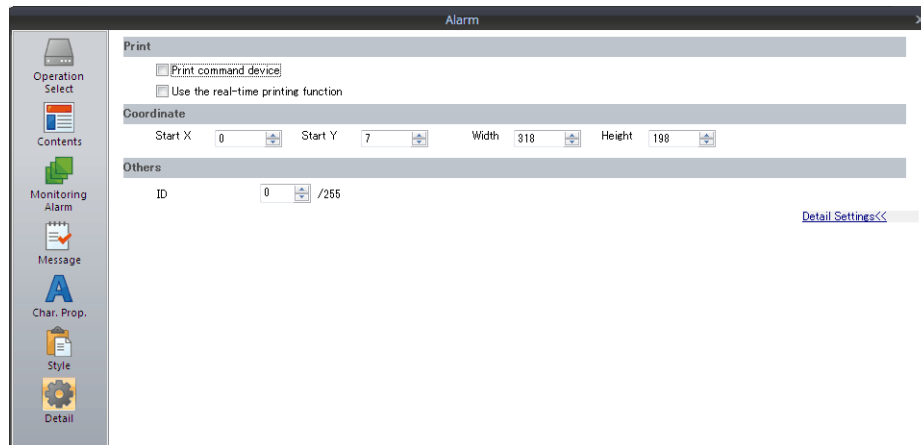 Alarm
Operation
Select
Contents
Monitoring
Alarm
Message
Char. Prop.
Style
Detail
Print
Print command device
Use the real-time printing function
Coordinate
Start X 0 Start Y 7 Width 318 Height 198
Others
ID 0 /255
Detail Settings<<